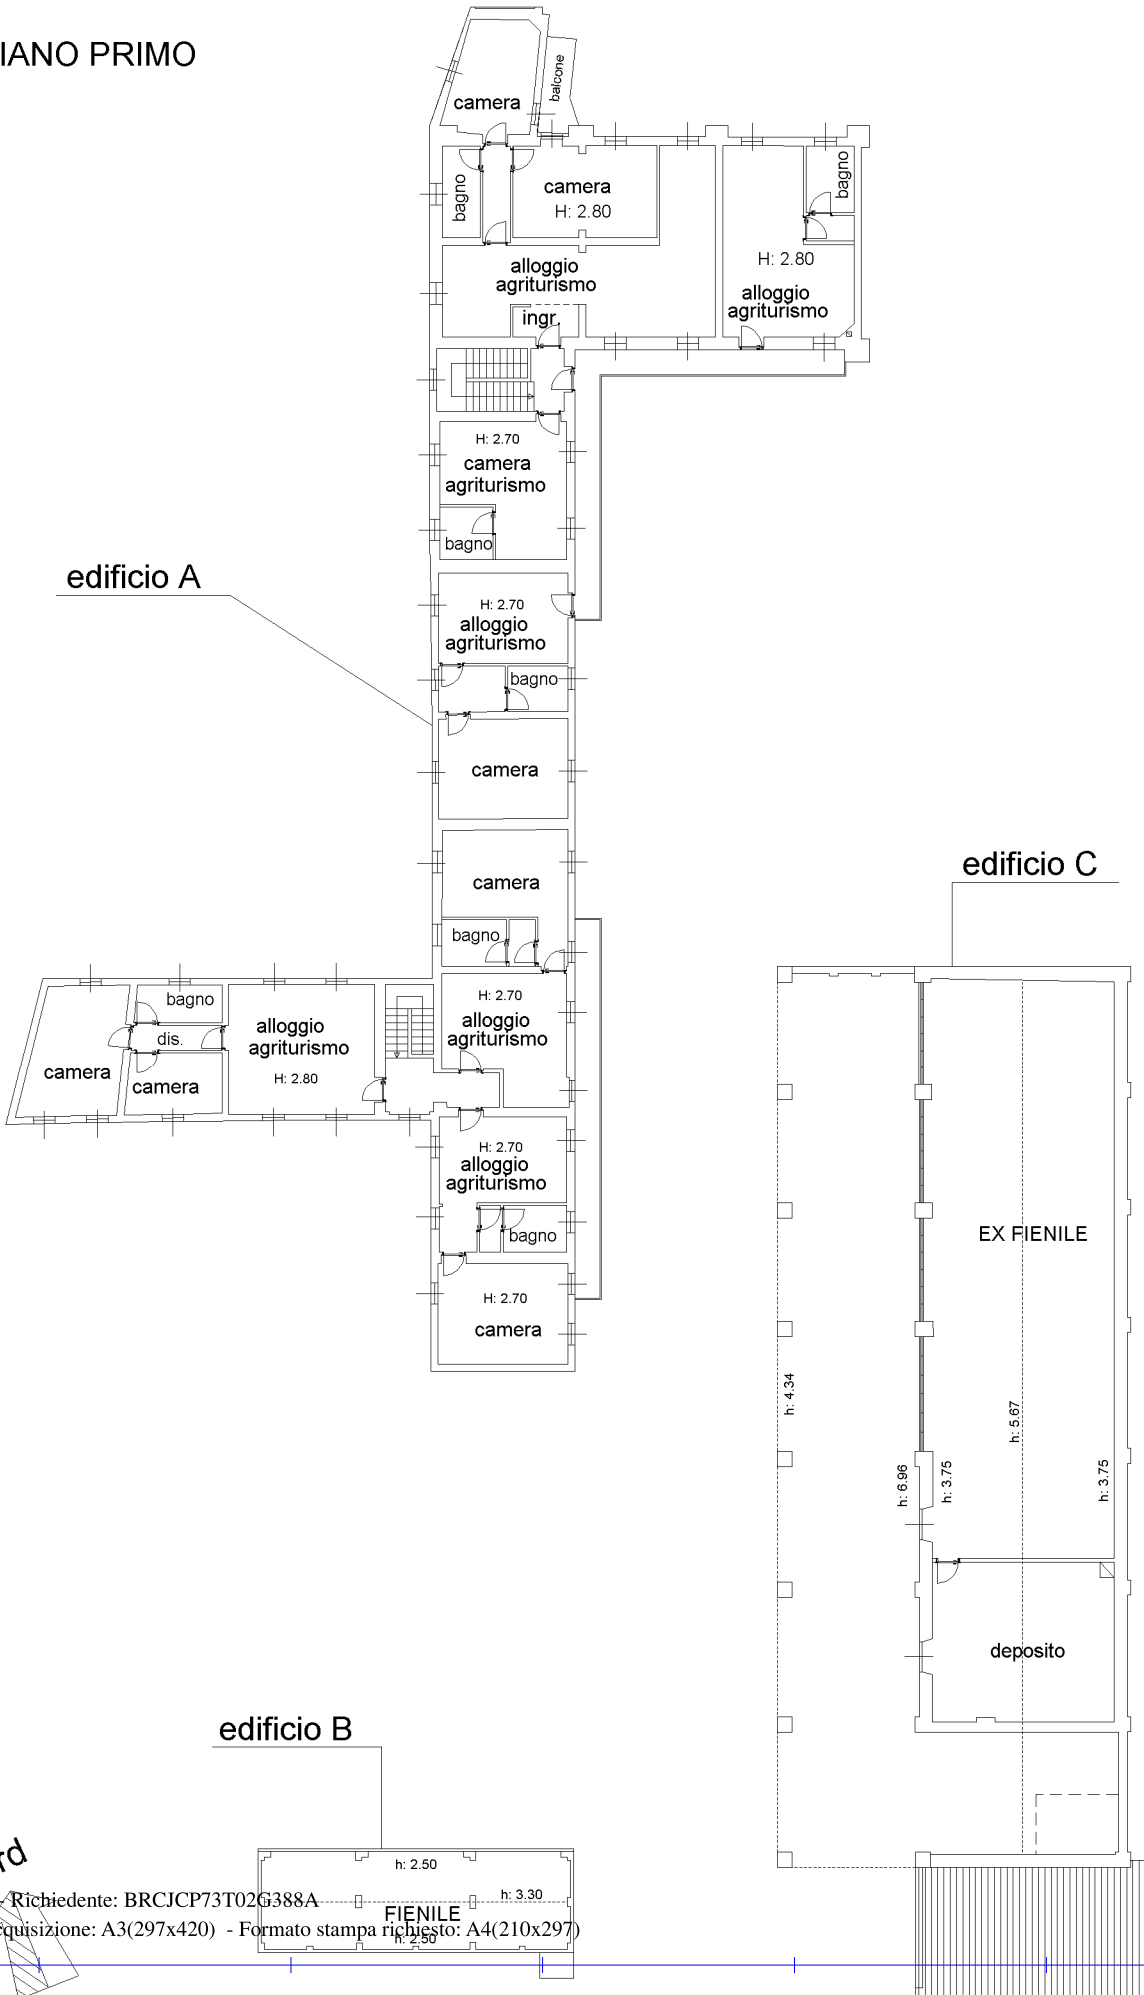 IANO PRIMO
balcone
camera
bagno
camera
H: 2.80
bagno
alloggio
agriturismo
H: 2.80
alloggio
agriturismo
ingr.
H: 2.70
camera
agriturismo
bagno
edificio A
H: 2.70
alloggio
agriturismo
bagno
camera
edificio C
camera
bagno
H: 2.70
alloggio
agriturismo
bagno
dis.
alloggio
agriturismo
H: 2.80
camera
camera
H: 2.70
alloggio
agriturismo
bagno
H: 2.70
camera
EX FIENILE
h: 4.34
h: 5.67
h: 6.96
h: 3.75
h: 3.75
deposito
edificio B
rd
h: 2.50
h: 3.30
- Richiedente: BRCJCP73T02G388A
FIENILE
cquisizione: A3(297x420) - Formato stampa richiesto: A4(210x297)
h: 2.50